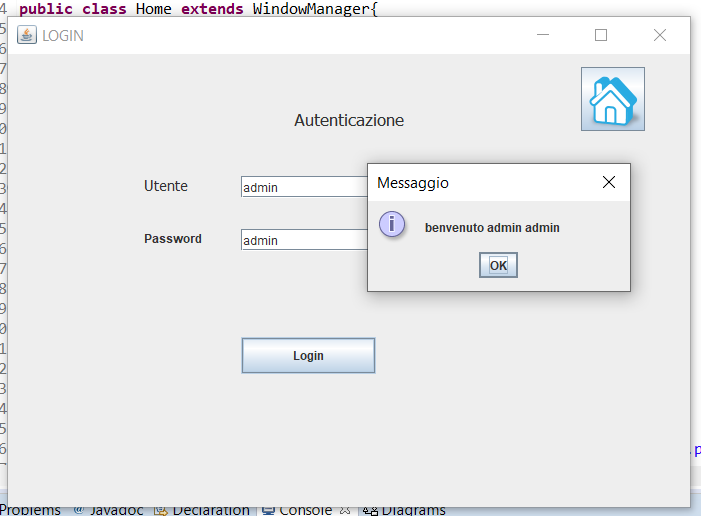 public class Home extends WindowManager{
LOGIN
Autenticazione
Utente
admin
Messaggio
benvenuto admin admin
OK
Password
admin
Login
Problems @ Javadoc Declaration Console Diagrams